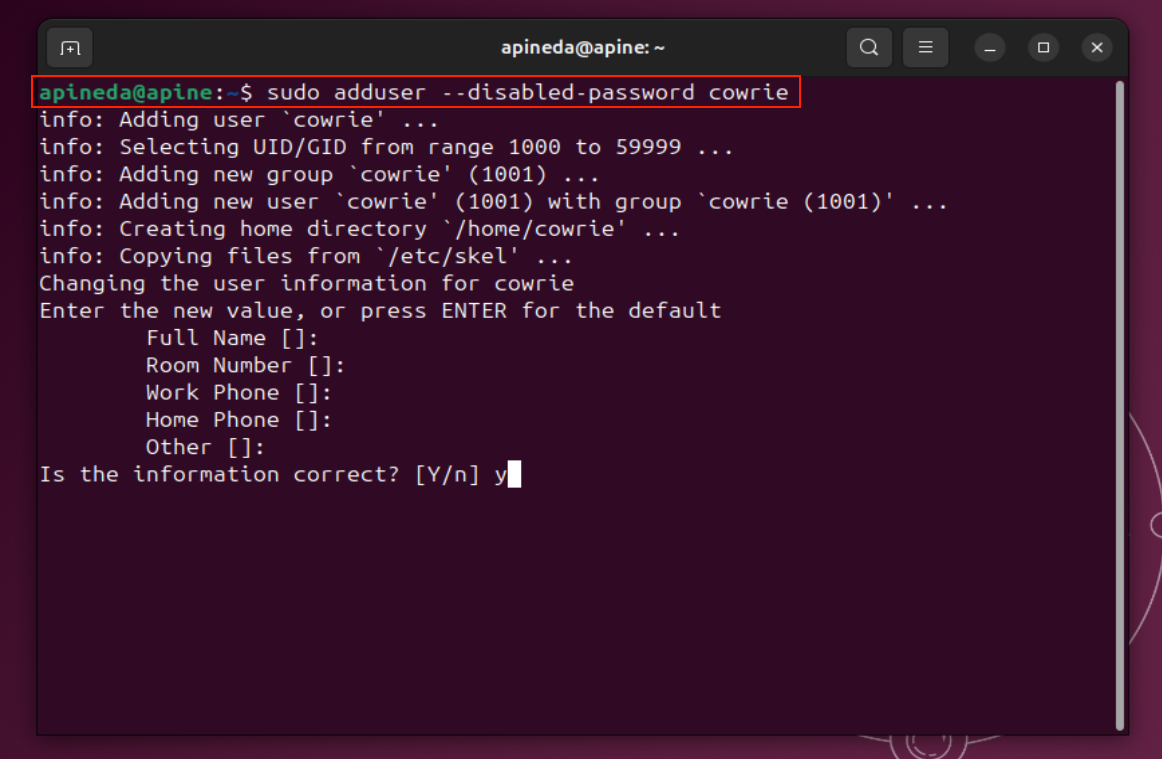 apineda@apine: ~
apineda@apine:~$ sudo adduser --disabled-password cowrie
info: Adding user `cowrie' ...
info: Selecting UID/GID from range 1000 to 59999 ...
info: Adding new group `cowrie' (1001) ...
info: Adding new user `cowrie' (1001) with group `cowrie (1001)' ...
info: Creating home directory `/home/cowrie' ...
info: Copying files from `/etc/skel' ...
Changing the user information for cowrie
Enter the new value, or press ENTER for the default
Full Name []:
Room Number []:
Work Phone []:
Home Phone []:
Other []:
Is the information correct? [Y/n] y